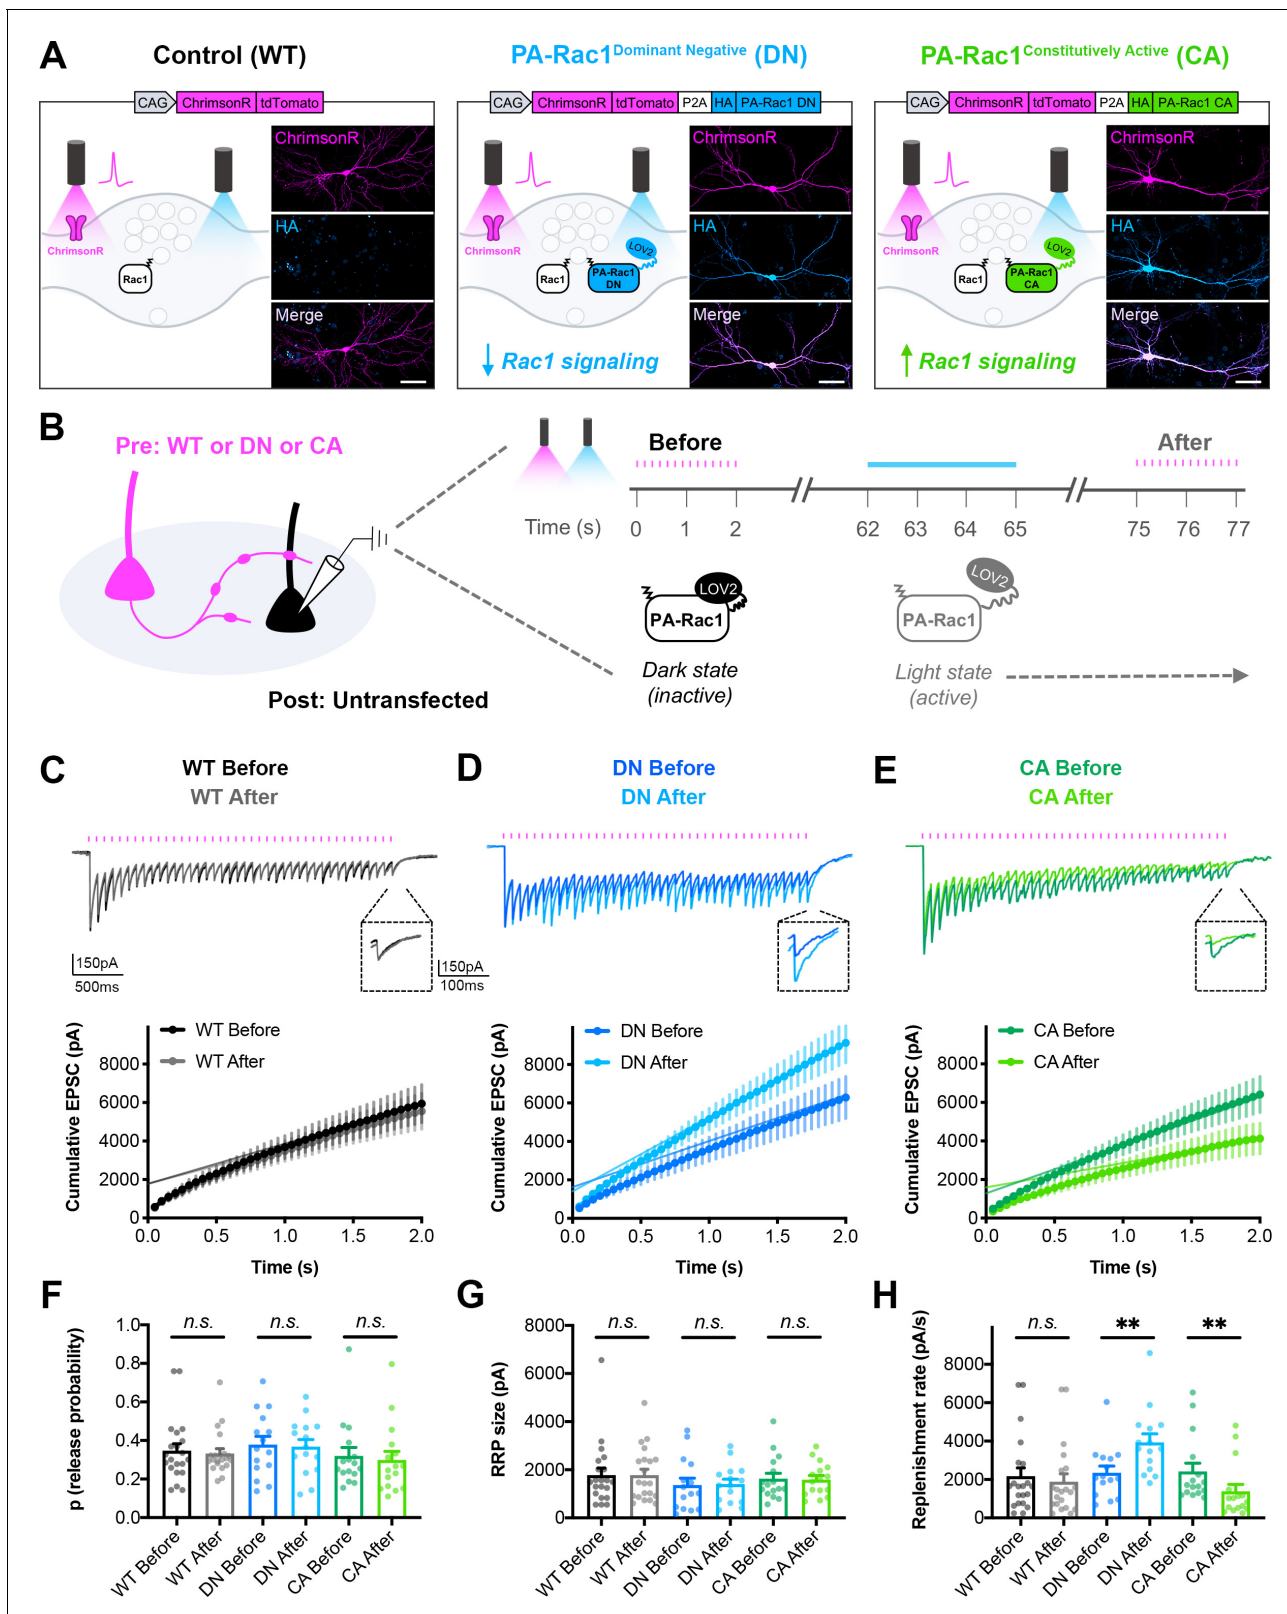 A
Control (WT)
CAG ChrimsonR tdTomato
ChrimsonR
Rac1
ChrimsonR
HA
Merge
PA-Rac1Dominant Negative (DN)
CAG ChrimsonR tdTomato P2A HA PA-Rac1 DN
ChrimsonR
Rac1
PA-Rac1
DN
LOV2
↓ Rac1 signaling
ChrimsonR
HA
Merge
PA-Rac1Constitutively Active (CA)
CAG ChrimsonR tdTomato P2A HA PA-Rac1 CA
ChrimsonR
Rac1
PA-Rac1
CA
LOV2
↑ Rac1 signaling
ChrimsonR
HA
Merge
B
Pre: WT or DN or CA
Post: Untransfected
Before
After
Time (s)
0 1 2 62 63 64 65 75 76 77
LOV2
PA-Rac1
Dark state
(inactive)
LOV2
PA-Rac1
Light state
(active)
C
WT Before
WT After
150pA
500ms
150pA
100ms
Cumulative EPSC (pA)
WT Before
WT After
8000
6000
4000
2000
0
0.0 0.5 1.0 1.5 2.0
Time (s)
D
DN Before
DN After
Cumulative EPSC (pA)
DN Before
DN After
8000
6000
4000
2000
0
0.0 0.5 1.0 1.5 2.0
Time (s)
E
CA Before
CA After
Cumulative EPSC (pA)
CA Before
CA After
8000
6000
4000
2000
0
0.0 0.5 1.0 1.5 2.0
Time (s)
F
p (release probability)
1.0
0.8
0.6
0.4
0.2
0.0
n.s. n.s. n.s.
WT Before
WT After
DN Before
DN After
CA Before
CA After
G
RRP size (pA)
8000
6000
4000
2000
0
n.s. n.s. n.s.
WT Before
WT After
DN Before
DN After
CA Before
CA After
H
Replenishment rate (pA/s)
8000
6000
4000
2000
0
n.s. ** **
WT Before
WT After
DN Before
DN After
CA Before
CA After